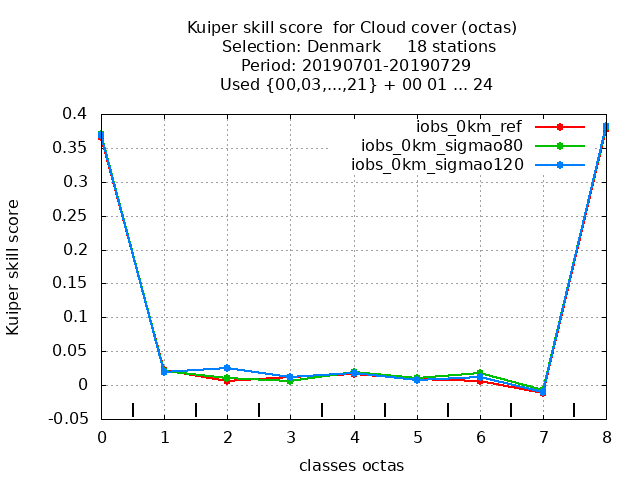 Kuiper skill score for Cloud cover (octas)
Selection: Denmark 18 stations
Period: 20190701-20190729
Used {00,03,...,21} + 00 01 ... 24
iobs_0km_ref
iobs_0km_sigmao80
iobs_0km_sigmao120
Kuiper skill score
0.4
0.35
0.3
0.25
0.2
0.15
0.1
0.05
0
-0.05
0 1 2 3 4 5 6 7 8
classes octas